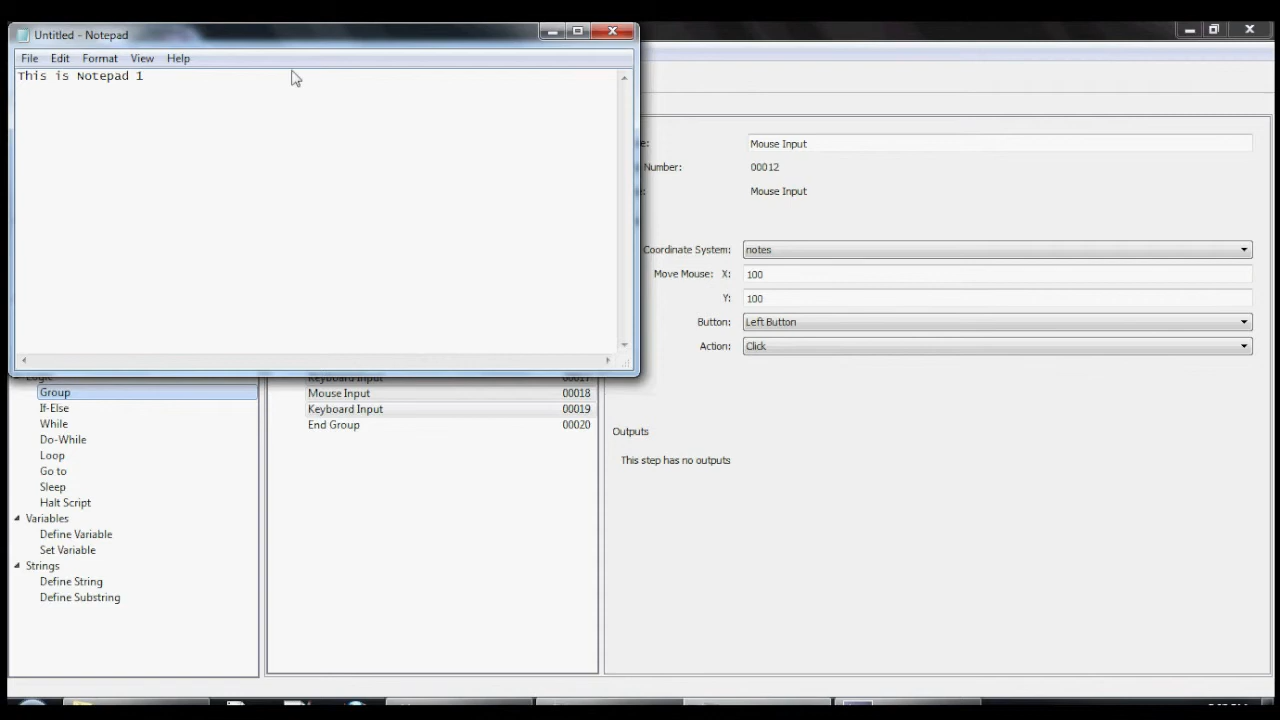 Untitled - Notepad
File Edit Format View Help
This is Notepad 1
Mouse Input
Number: 00012
Mouse Input
Coordinate System: notes
Move Mouse: X: 100
Y: 100
Button: Left Button
Action: Click
Outputs
This step has no outputs
Keyboard Input 00017
Mouse Input 00018
Keyboard Input 00019
End Group 00020
Group
If-Else
While
Do-While
Loop
Go to
Sleep
Halt Script
Variables
Define Variable
Set Variable
Strings
Define String
Define Substring